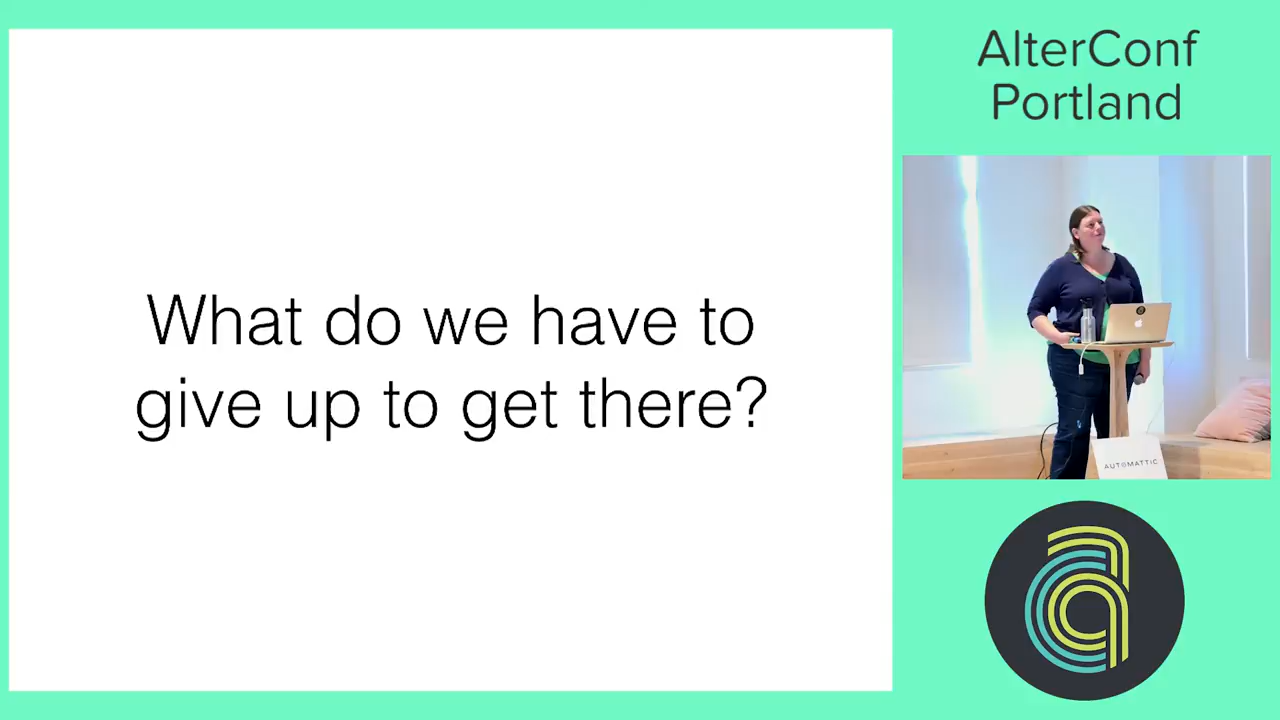 What do we have to
give up to get there?
AlterConf
Portland
AUTOMATTIC